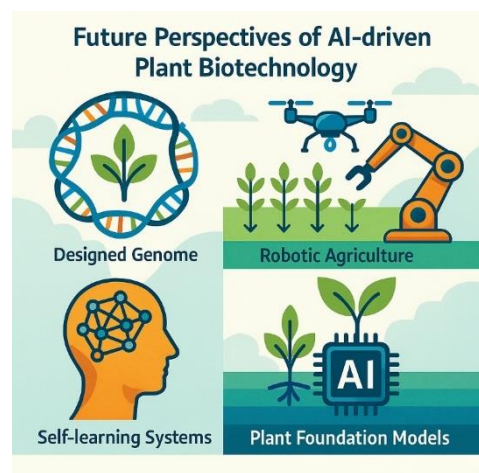 Future Perspectives of AI-driven
Plant Biotechnology
Designed Genome
Robotic Agriculture
Self-learning Systems
AI
Plant Foundation Models